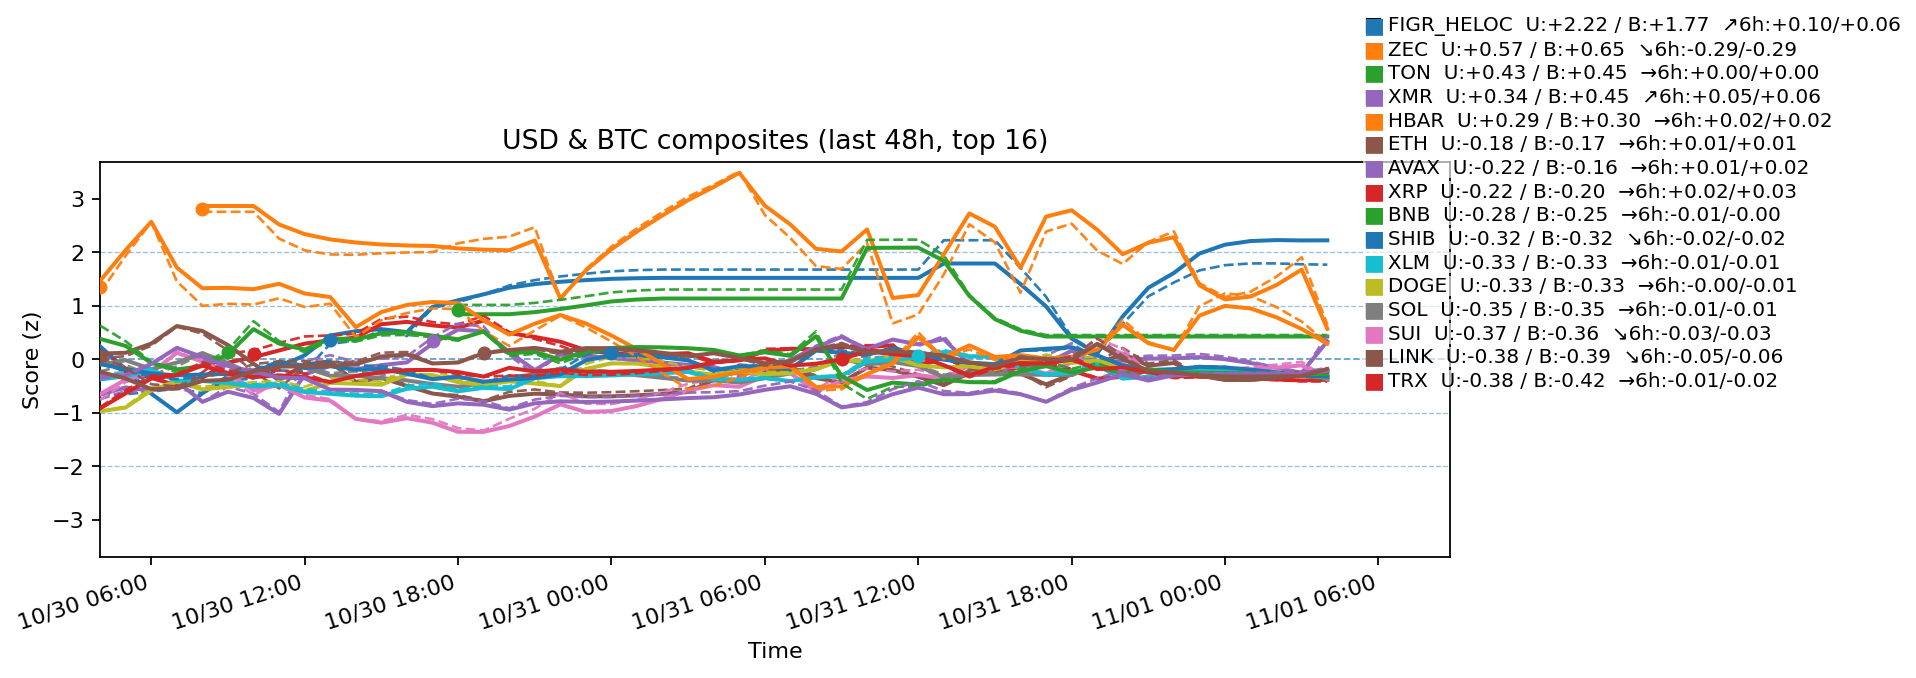 USD & BTC composites (last 48h, top 16)
FIGR_HELOC U:+2.22 / B:+1.77 ↗6h:+0.10/+0.06
ZEC U:+0.57 / B:+0.65 ↘6h:-0.29/-0.29
TON U:+0.43 / B:+0.45 →6h:+0.00/+0.00
XMR U:+0.34 / B:+0.45 ↗6h:+0.05/+0.06
HBAR U:+0.29 / B:+0.30 →6h:+0.02/+0.02
ETH U:-0.18 / B:-0.17 →6h:+0.01/+0.01
AVAX U:-0.22 / B:-0.16 →6h:+0.01/+0.02
XRP U:-0.22 / B:-0.20 →6h:+0.02/+0.03
BNB U:-0.28 / B:-0.25 →6h:-0.01/-0.00
SHIB U:-0.32 / B:-0.32 ↘6h:-0.02/-0.02
XLM U:-0.33 / B:-0.33 →6h:-0.01/-0.01
DOGE U:-0.33 / B:-0.33 →6h:-0.00/-0.01
SOL U:-0.35 / B:-0.35 →6h:-0.01/-0.01
SUI U:-0.37 / B:-0.36 ↘6h:-0.03/-0.03
LINK U:-0.38 / B:-0.39 ↘6h:-0.05/-0.06
TRX U:-0.38 / B:-0.42 →6h:-0.01/-0.02
Score (z)
3
2
1
0
−1
−2
−3
10/30 06:00
10/30 12:00
10/30 18:00
10/31 00:00
10/31 06:00
10/31 12:00
10/31 18:00
11/01 00:00
11/01 06:00
Time